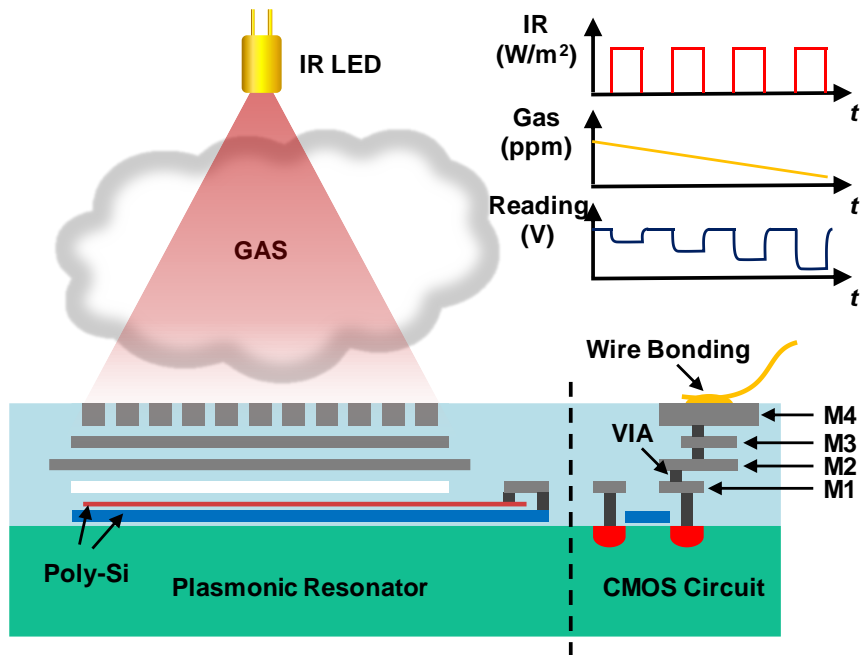 IR LED
GAS
IR
(W/m²)
t
Gas
(ppm)
t
Reading
(V)
t
Wire Bonding
VIA
M4
M3
M2
M1
Poly-Si
Plasmonic Resonator
CMOS Circuit